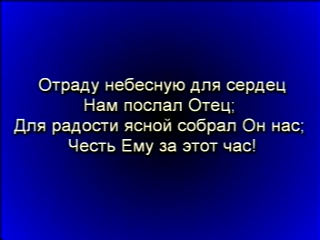 Отраду небесную для сердец
Нам послал Отец;
Для радости ясной собрал Он нас;
Честь Ему за этот час!